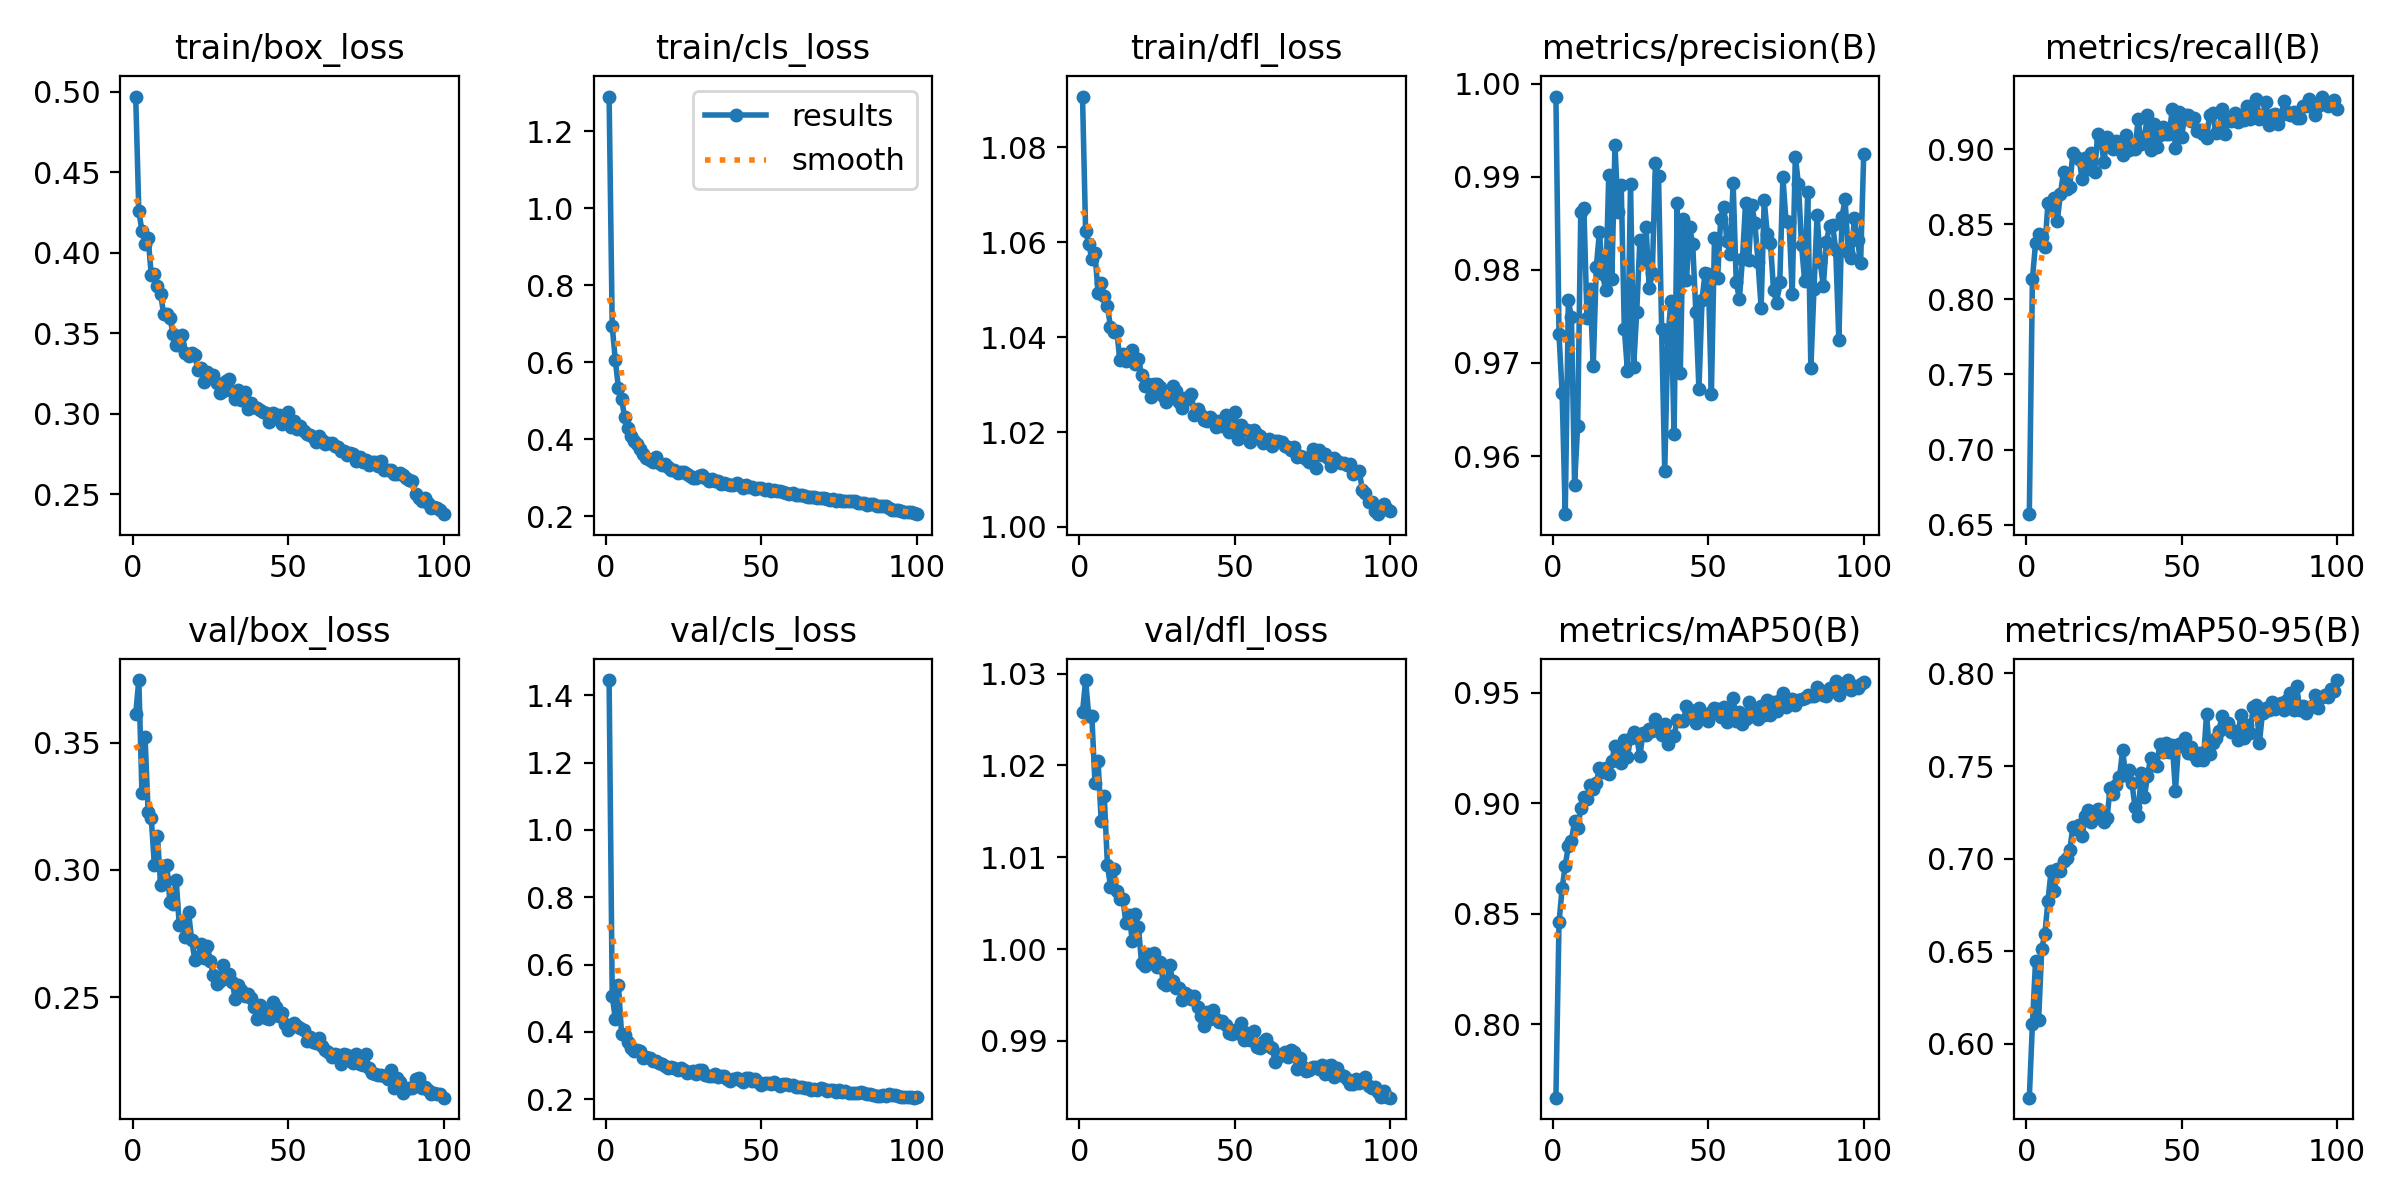 train/box_loss
0.50
0.45
0.40
0.35
0.30
0.25
0 50 100
train/cls_loss
results
smooth
1.2
1.0
0.8
0.6
0.4
0.2
0 50 100
train/dfl_loss
1.08
1.06
1.04
1.02
1.00
0 50 100
metrics/precision(B)
1.00
0.99
0.98
0.97
0.96
0 50 100
metrics/recall(B)
0.90
0.85
0.80
0.75
0.70
0.65
0 50 100
val/box_loss
0.35
0.30
0.25
0 50 100
val/cls_loss
1.4
1.2
1.0
0.8
0.6
0.4
0.2
0 50 100
val/dfl_loss
1.03
1.02
1.01
1.00
0.99
0 50 100
metrics/mAP50(B)
0.95
0.90
0.85
0.80
0 50 100
metrics/mAP50-95(B)
0.80
0.75
0.70
0.65
0.60
0 50 100